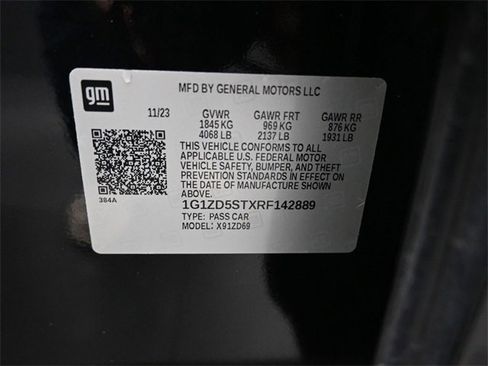 gm
MFD BY GENERAL MOTORS LLC
11/23 GVWR GAWR FRT GAWR RR
1845 KG 969 KG 876 KG
4068 LB 2137 LB 1931 LB
THIS VEHICLE CONFORMS TO ALL
APPLICABLE U.S. FEDERAL MOTOR
VEHICLE SAFETY, BUMPER, AND THEFT
PREVENTION STANDARDS IN EFFECT ON
THE DATE OF MANUFACTURE SHOWN
ABOVE.
384A
1G1ZD5STXRF142889
TYPE: PASS CAR
MODEL: X91ZD69